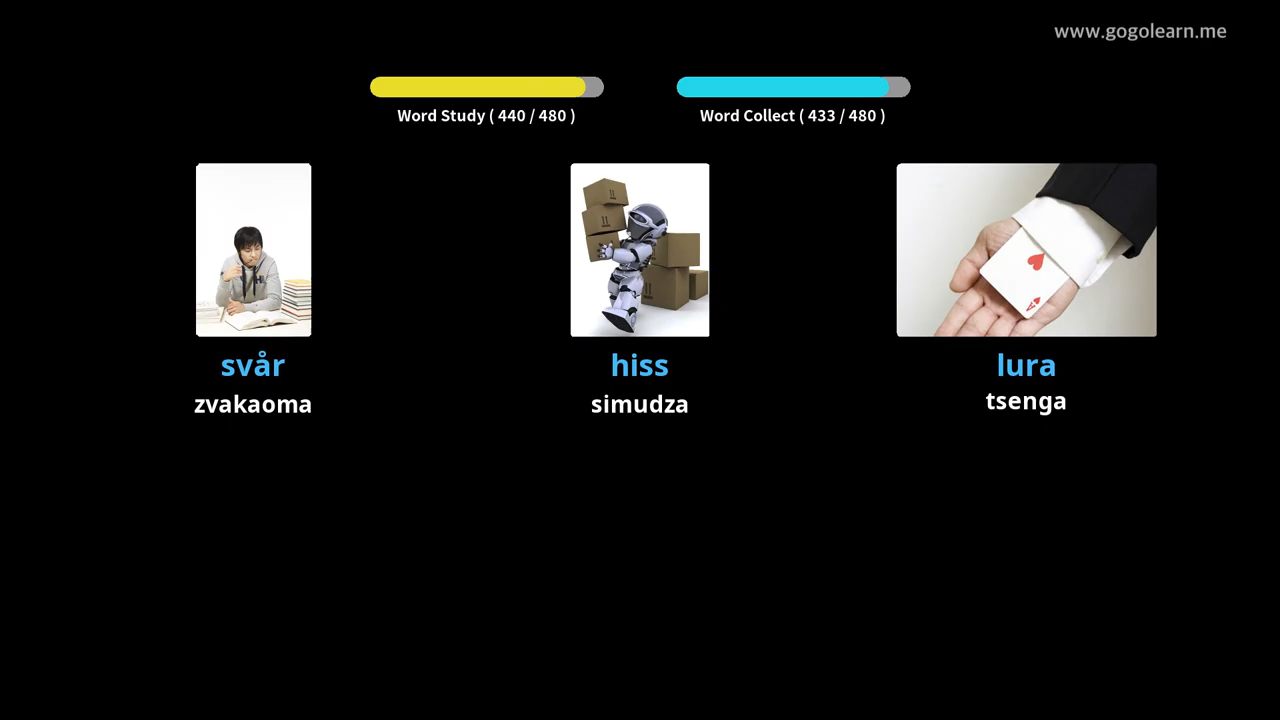 www.gogolearn.me
Word Study ( 440 / 480 )
Word Collect ( 433 / 480 )
svår
hiss
lura
zvakaoma
simudza
tsenga